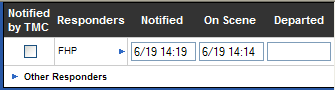 Notified by TMC Responders Notified On Scene Departed
FHP 6/19 14:19 6/19 14:14
Other Responders